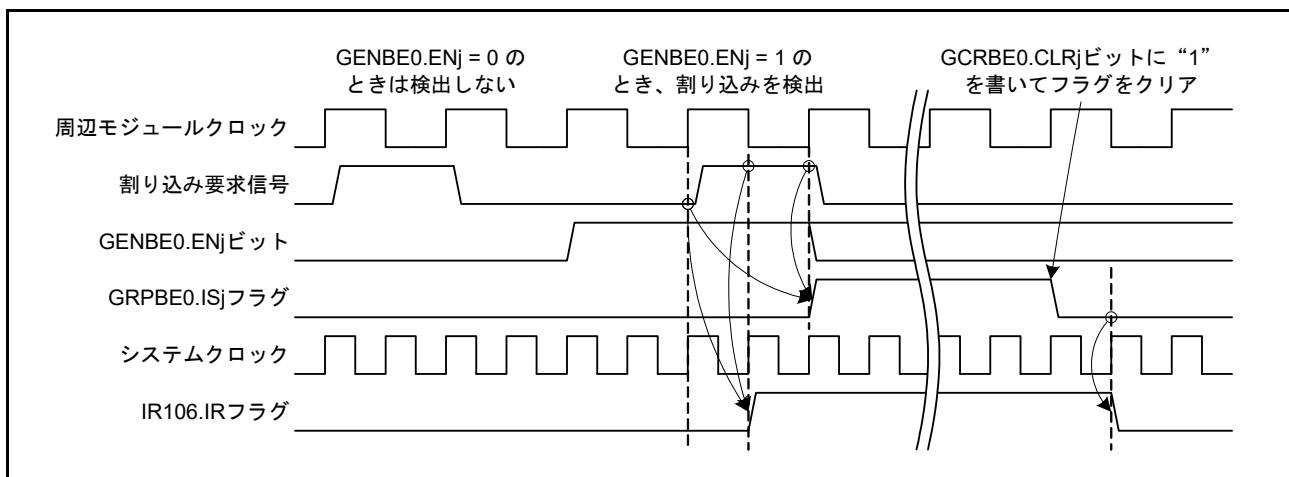 GENBE0.ENj = 0 の
ときは検出しない
GENBE0.ENj = 1 の
とき、割り込みを検出
GCRBE0.CLRjビットに“1”
を書いてフラグをクリア
周辺モジュールクロック
割り込み要求信号
GENBE0.ENjビット
GRPBE0.ISjフラグ
システムクロック
IR106.IRフラグ